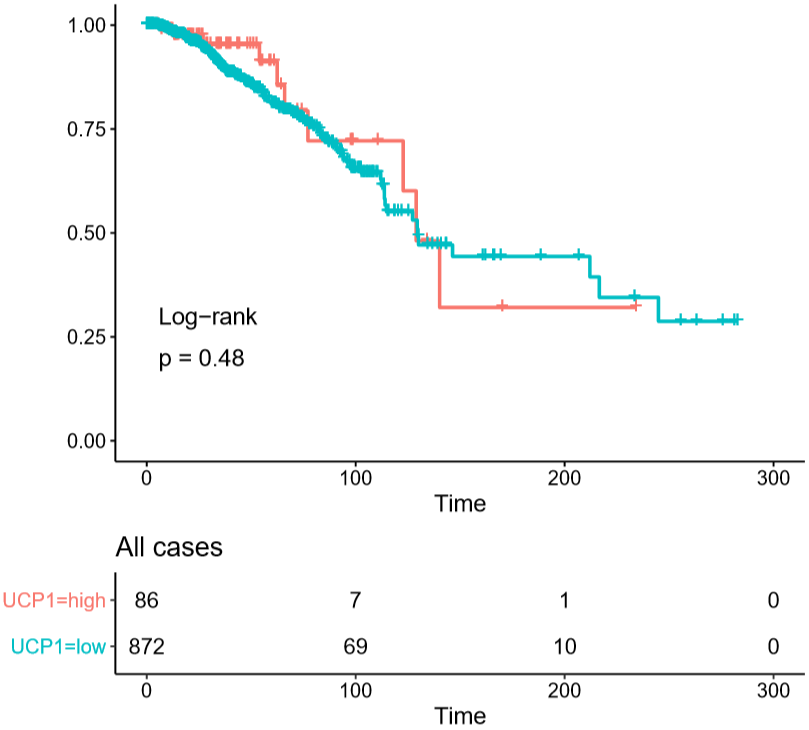 1.00
0.75
0.50
0.25
0.00
Log-rank
p = 0.48
0 100 200 300
Time
All cases
UCP1=high 86 7 1 0
UCP1=low 872 69 10 0
0 100 200 300
Time